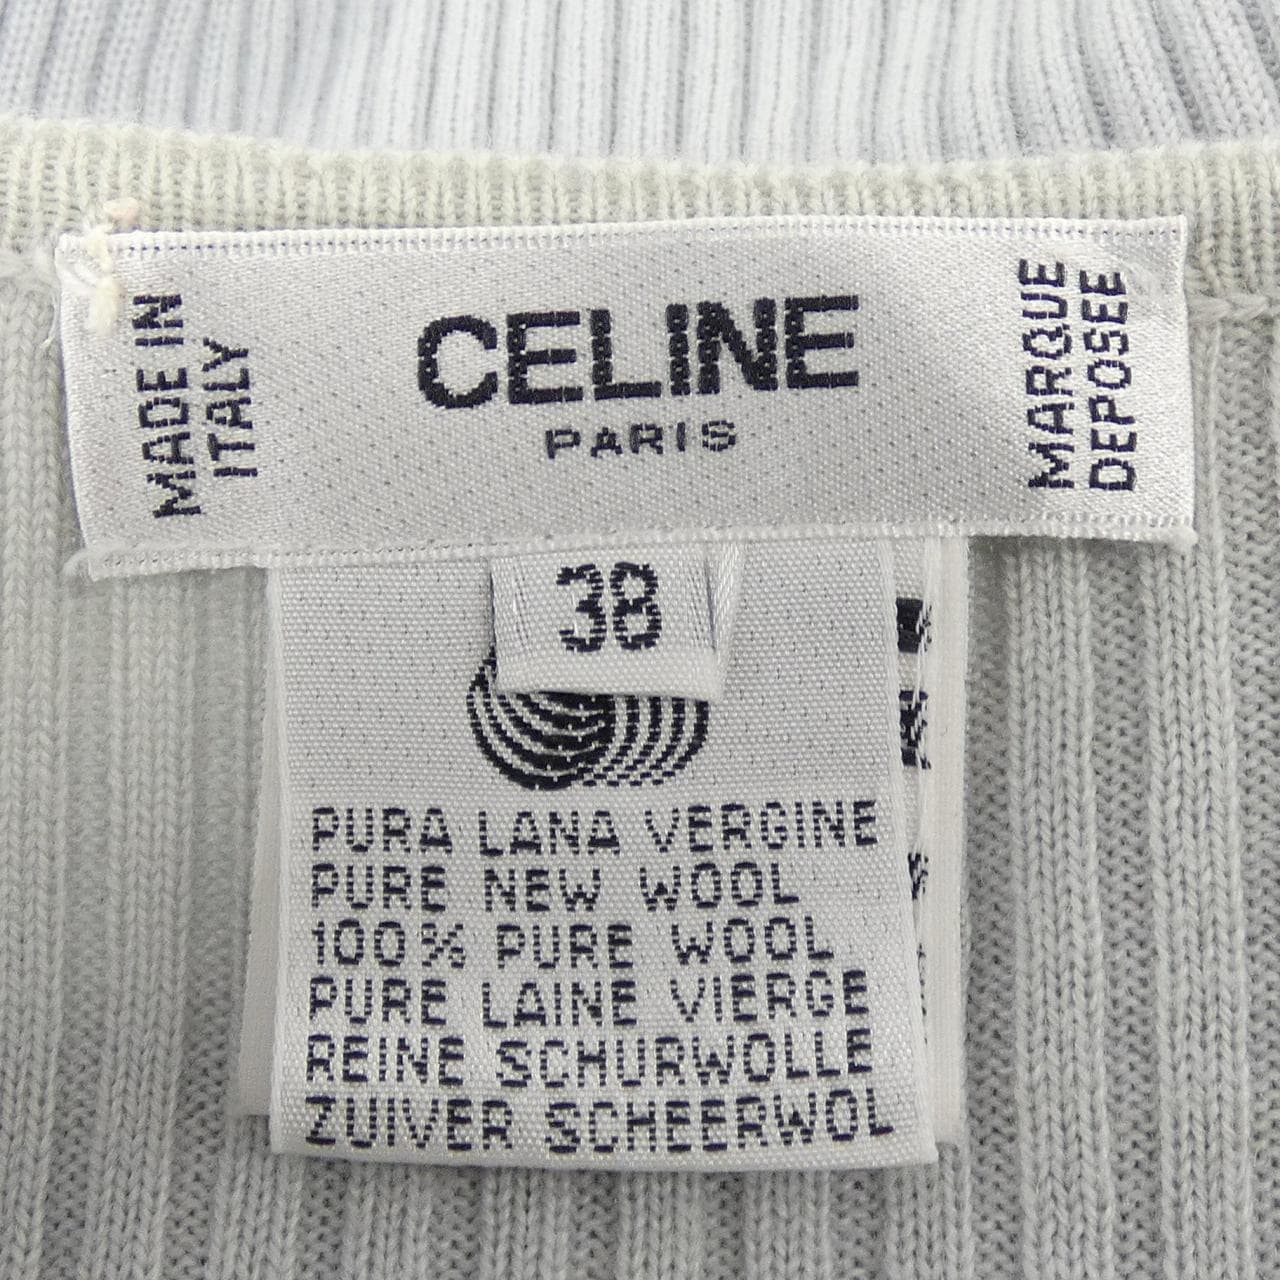 MADE IN
ITALY
CELINE
PARIS
MARQUE
DEPOSEE
38
PURA LANA VERGINE
PURE NEW WOOL
100% PURE WOOL
PURE LAINE VIERGE
REINE SCHURWOLLE
ZUIVER SCHEERWOL